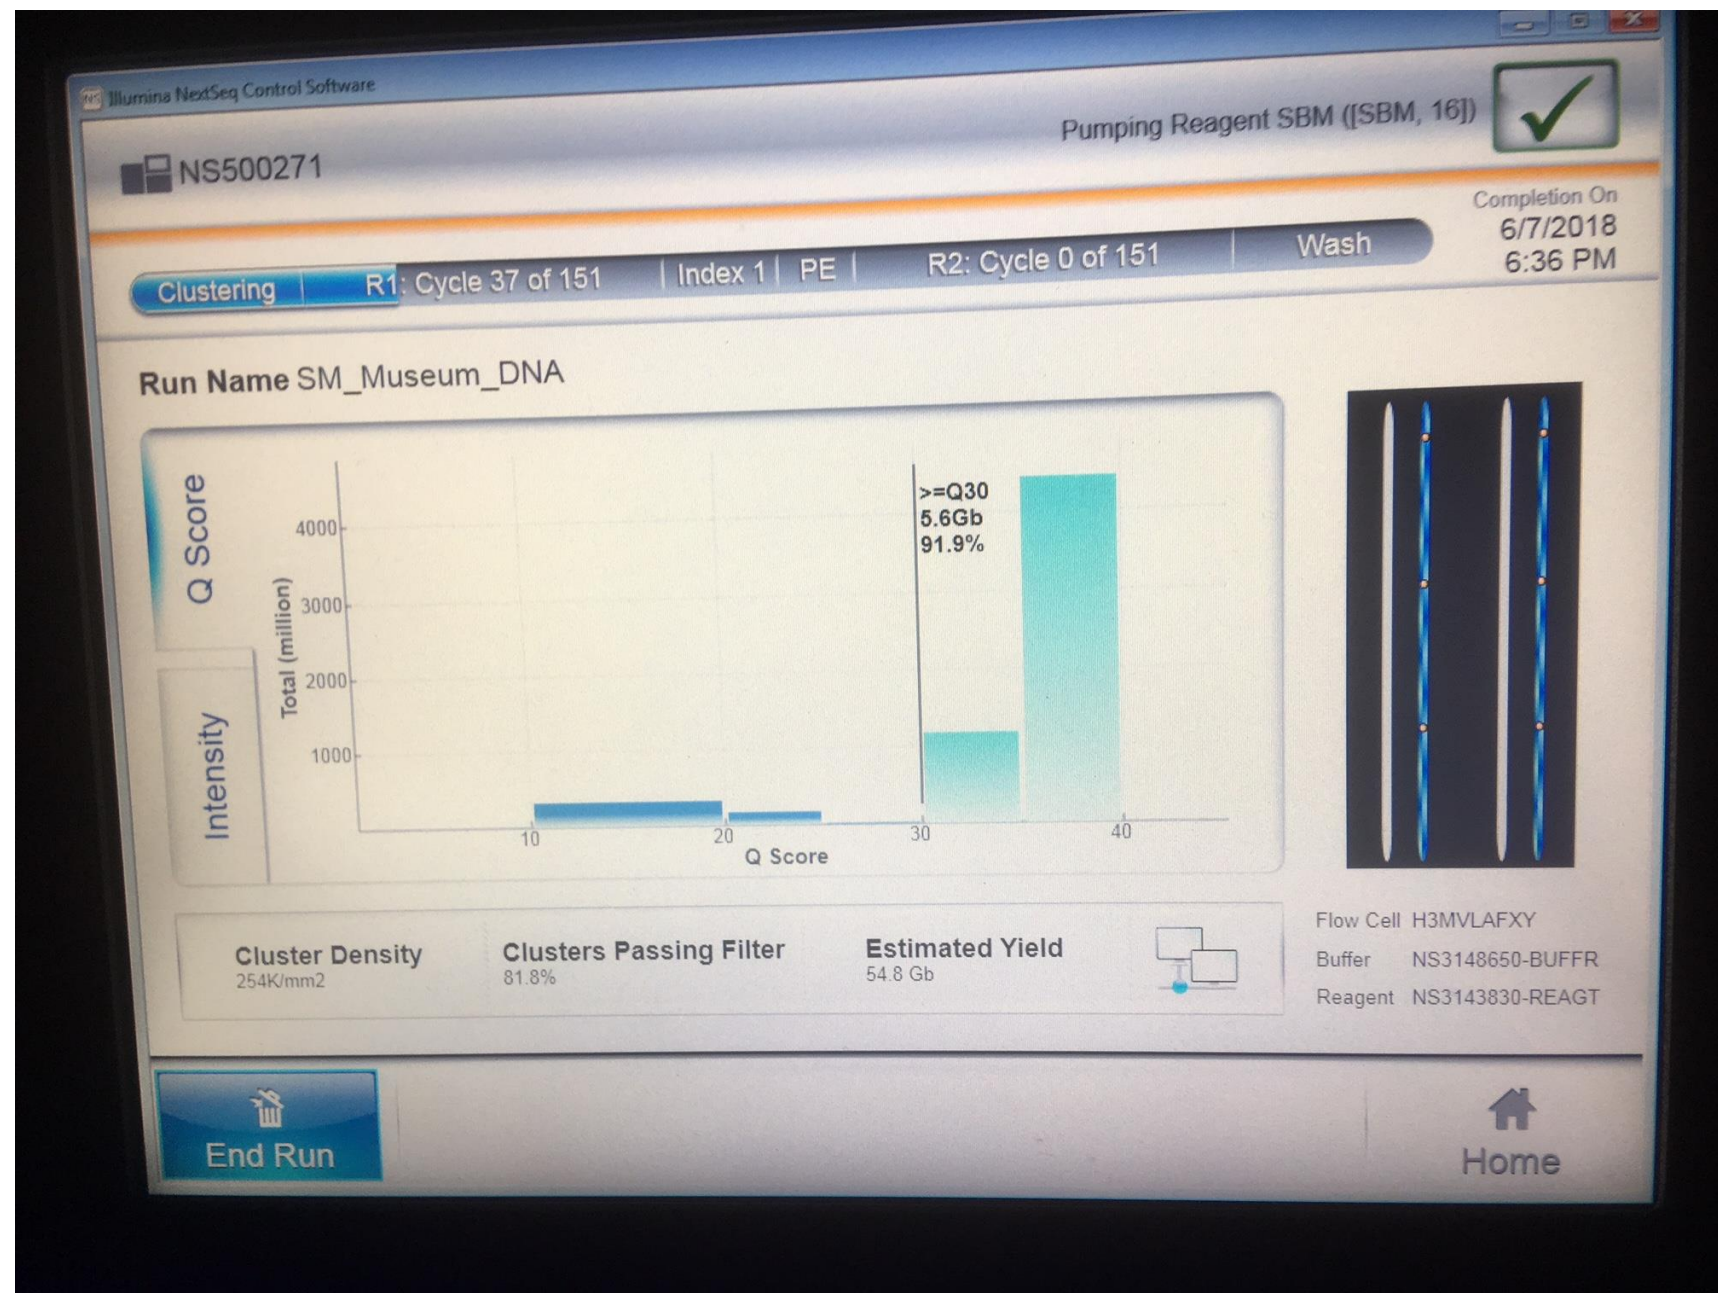 Illumina NextSeq Control Software
NS500271
Pumping Reagent SBM ([SBM, 16])
Completion On
6/7/2018
6:36 PM
Clustering R1: Cycle 37 of 151 Index 1 PE R2: Cycle 0 of 151 Wash
Run Name SM_Museum_DNA
Q Score
Intensity
Total (million)
4000
3000
2000
1000
>=Q30
5.6Gb
91.9%
10 20 30 40
Q Score
Cluster Density
254K/mm2
Clusters Passing Filter
81.8%
Estimated Yield
54.8 Gb
Flow Cell H3MVLAFXY
Buffer NS3148650-BUFFR
Reagent NS3143830-REAGT
End Run
Home